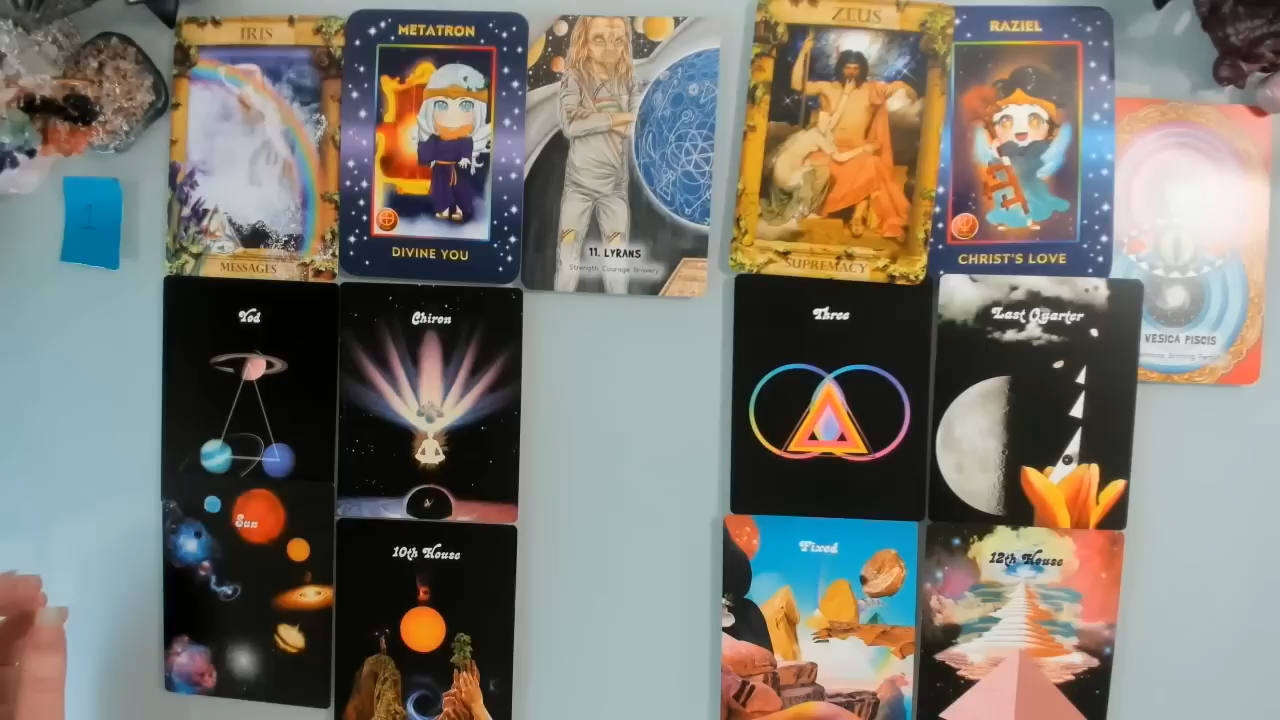 1
IRIS
MESSAGES
METATRON
DIVINE YOU
11. LYRANS
Strength Courage Bravery
ZEUS
SUPREMACY
RAZIEL
CHRIST'S LOVE
VESICA PISCIS
Yod
Chiron
Three
Last Quarter
Sun
10th House
Fixed
12th House